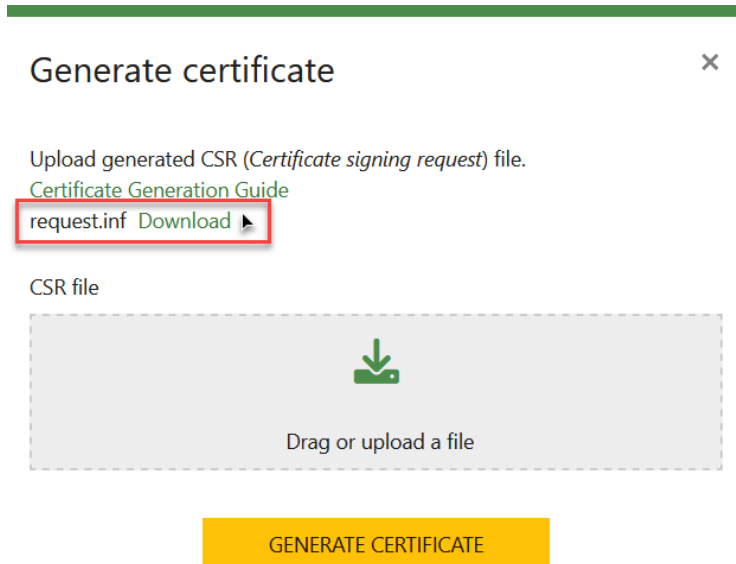 Generate certificate
Upload generated CSR (Certificate signing request) file.
Certificate Generation Guide
request.inf Download
CSR file
Drag or upload a file
GENERATE CERTIFICATE